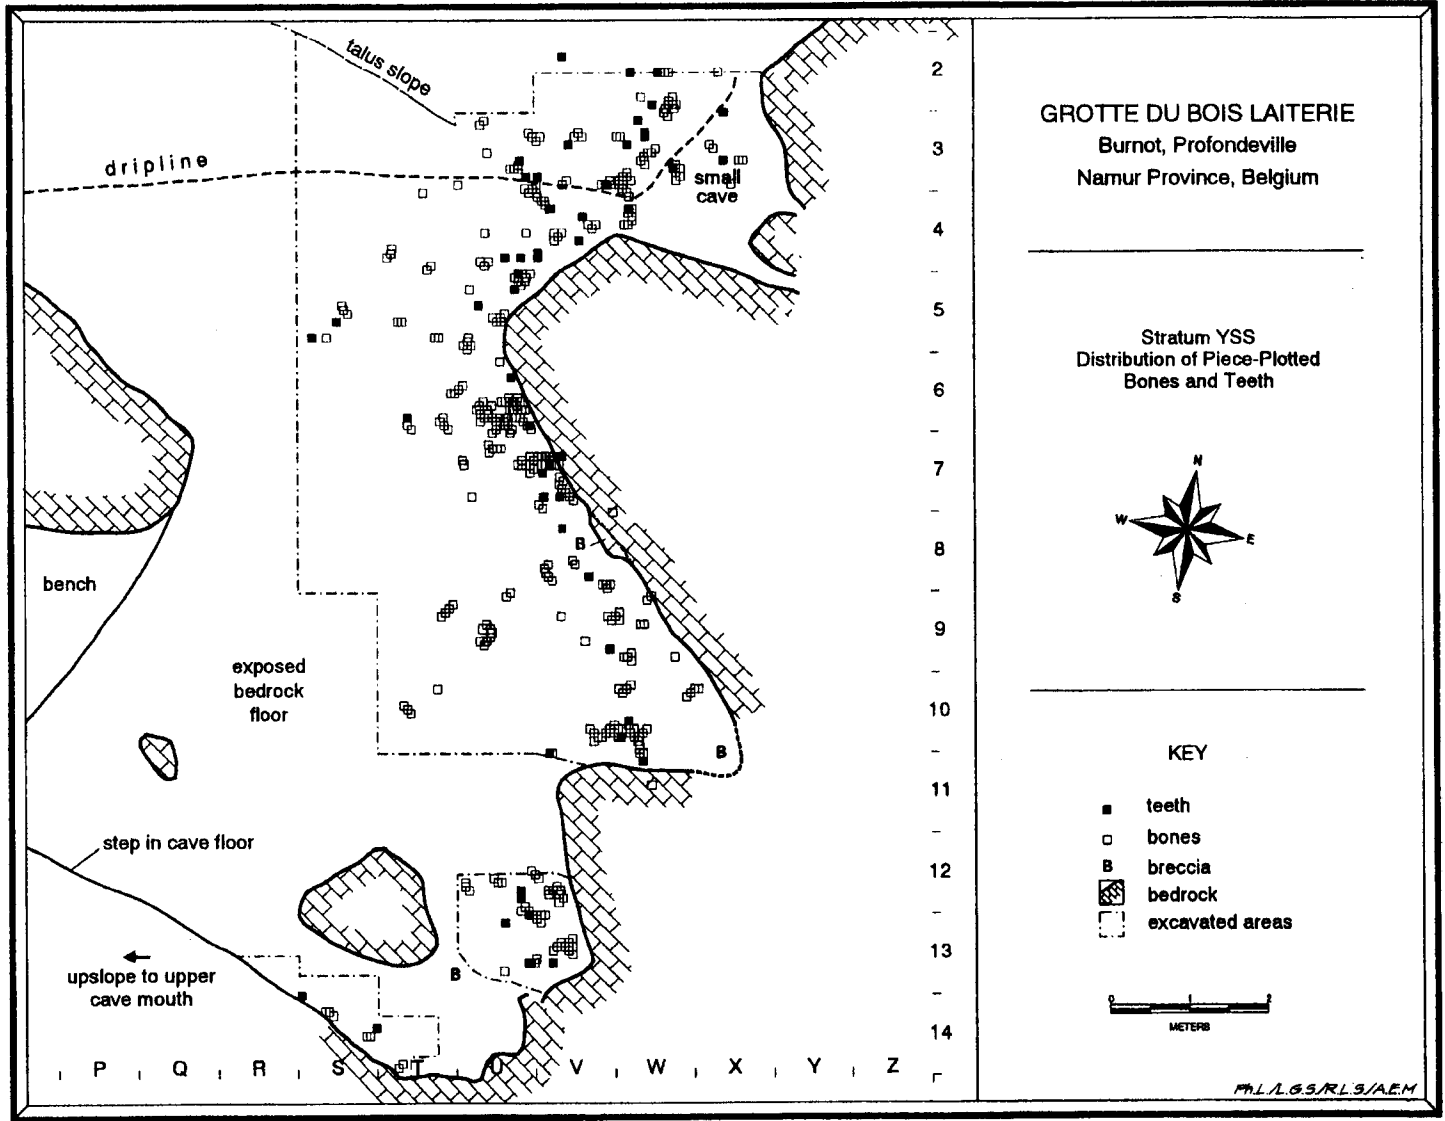 talus slope
dripline
small
cave
bench
exposed
bedrock
floor
B
B
step in cave floor
upslope to upper
cave mouth
B
2
3
4
5
6
7
8
9
10
11
12
13
14
P Q R S T U V W X Y Z
GROTTE DU BOIS LAITERIE
Burnot, Profondeville
Namur Province, Belgium
Stratum YSS
Distribution of Piece-Plotted
Bones and Teeth
N
W
E
S
KEY
teeth
bones
B breccia
bedrock
excavated areas
0 1 2
METERS
Ph.L./L.G.S/R.L.S/A.E.M